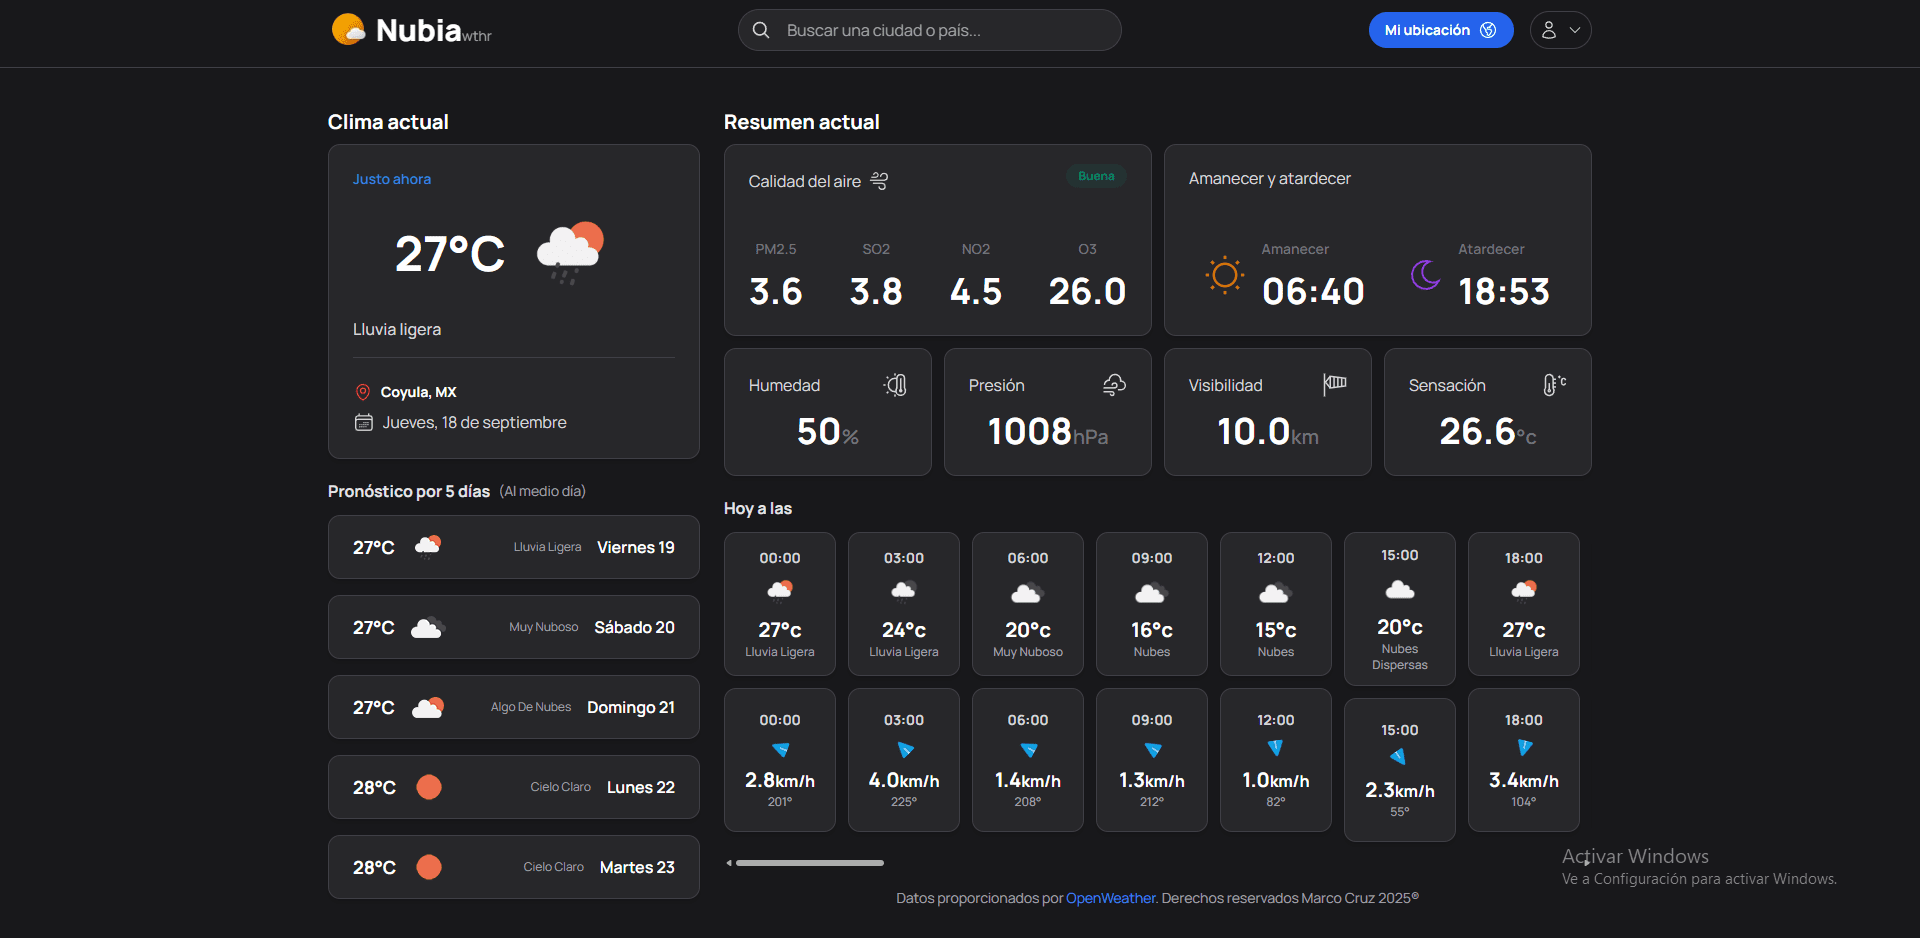 Nubiawthr
Buscar una ciudad o país...
Mi ubicación
Clima actual
Justo ahora
27°C
Lluvia ligera
Coyula, MX
Jueves, 18 de septiembre
Pronóstico por 5 días (Al medio día)
27°C Lluvia Ligera Viernes 19
27°C Muy Nuboso Sábado 20
27°C Algo De Nubes Domingo 21
28°C Cielo Claro Lunes 22
28°C Cielo Claro Martes 23
Resumen actual
Calidad del aire
Buena
PM2.5 SO2 NO2 O3
3.6 3.8 4.5 26.0
Amanecer y atardecer
Amanecer
06:40
Atardecer
18:53
Humedad
50%
Presión
1008hPa
Visibilidad
10.0km
Sensación
°C
26.6°c
Hoy a las
00:00
27°c
Lluvia Ligera
03:00
24°c
Lluvia Ligera
06:00
20°c
Muy Nuboso
09:00
16°c
Nubes
12:00
15°c
Nubes
15:00
20°c
Nubes
Dispersas
18:00
27°c
Lluvia Ligera
00:00
2.8km/h
201°
03:00
4.0km/h
225°
06:00
1.4km/h
208°
09:00
1.3km/h
212°
12:00
1.0km/h
82°
15:00
2.3km/h
55°
18:00
3.4km/h
104°
Activar Windows
Ve a Configuración para activar Windows.
Datos proporcionados por OpenWeather. Derechos reservados Marco Cruz 2025®